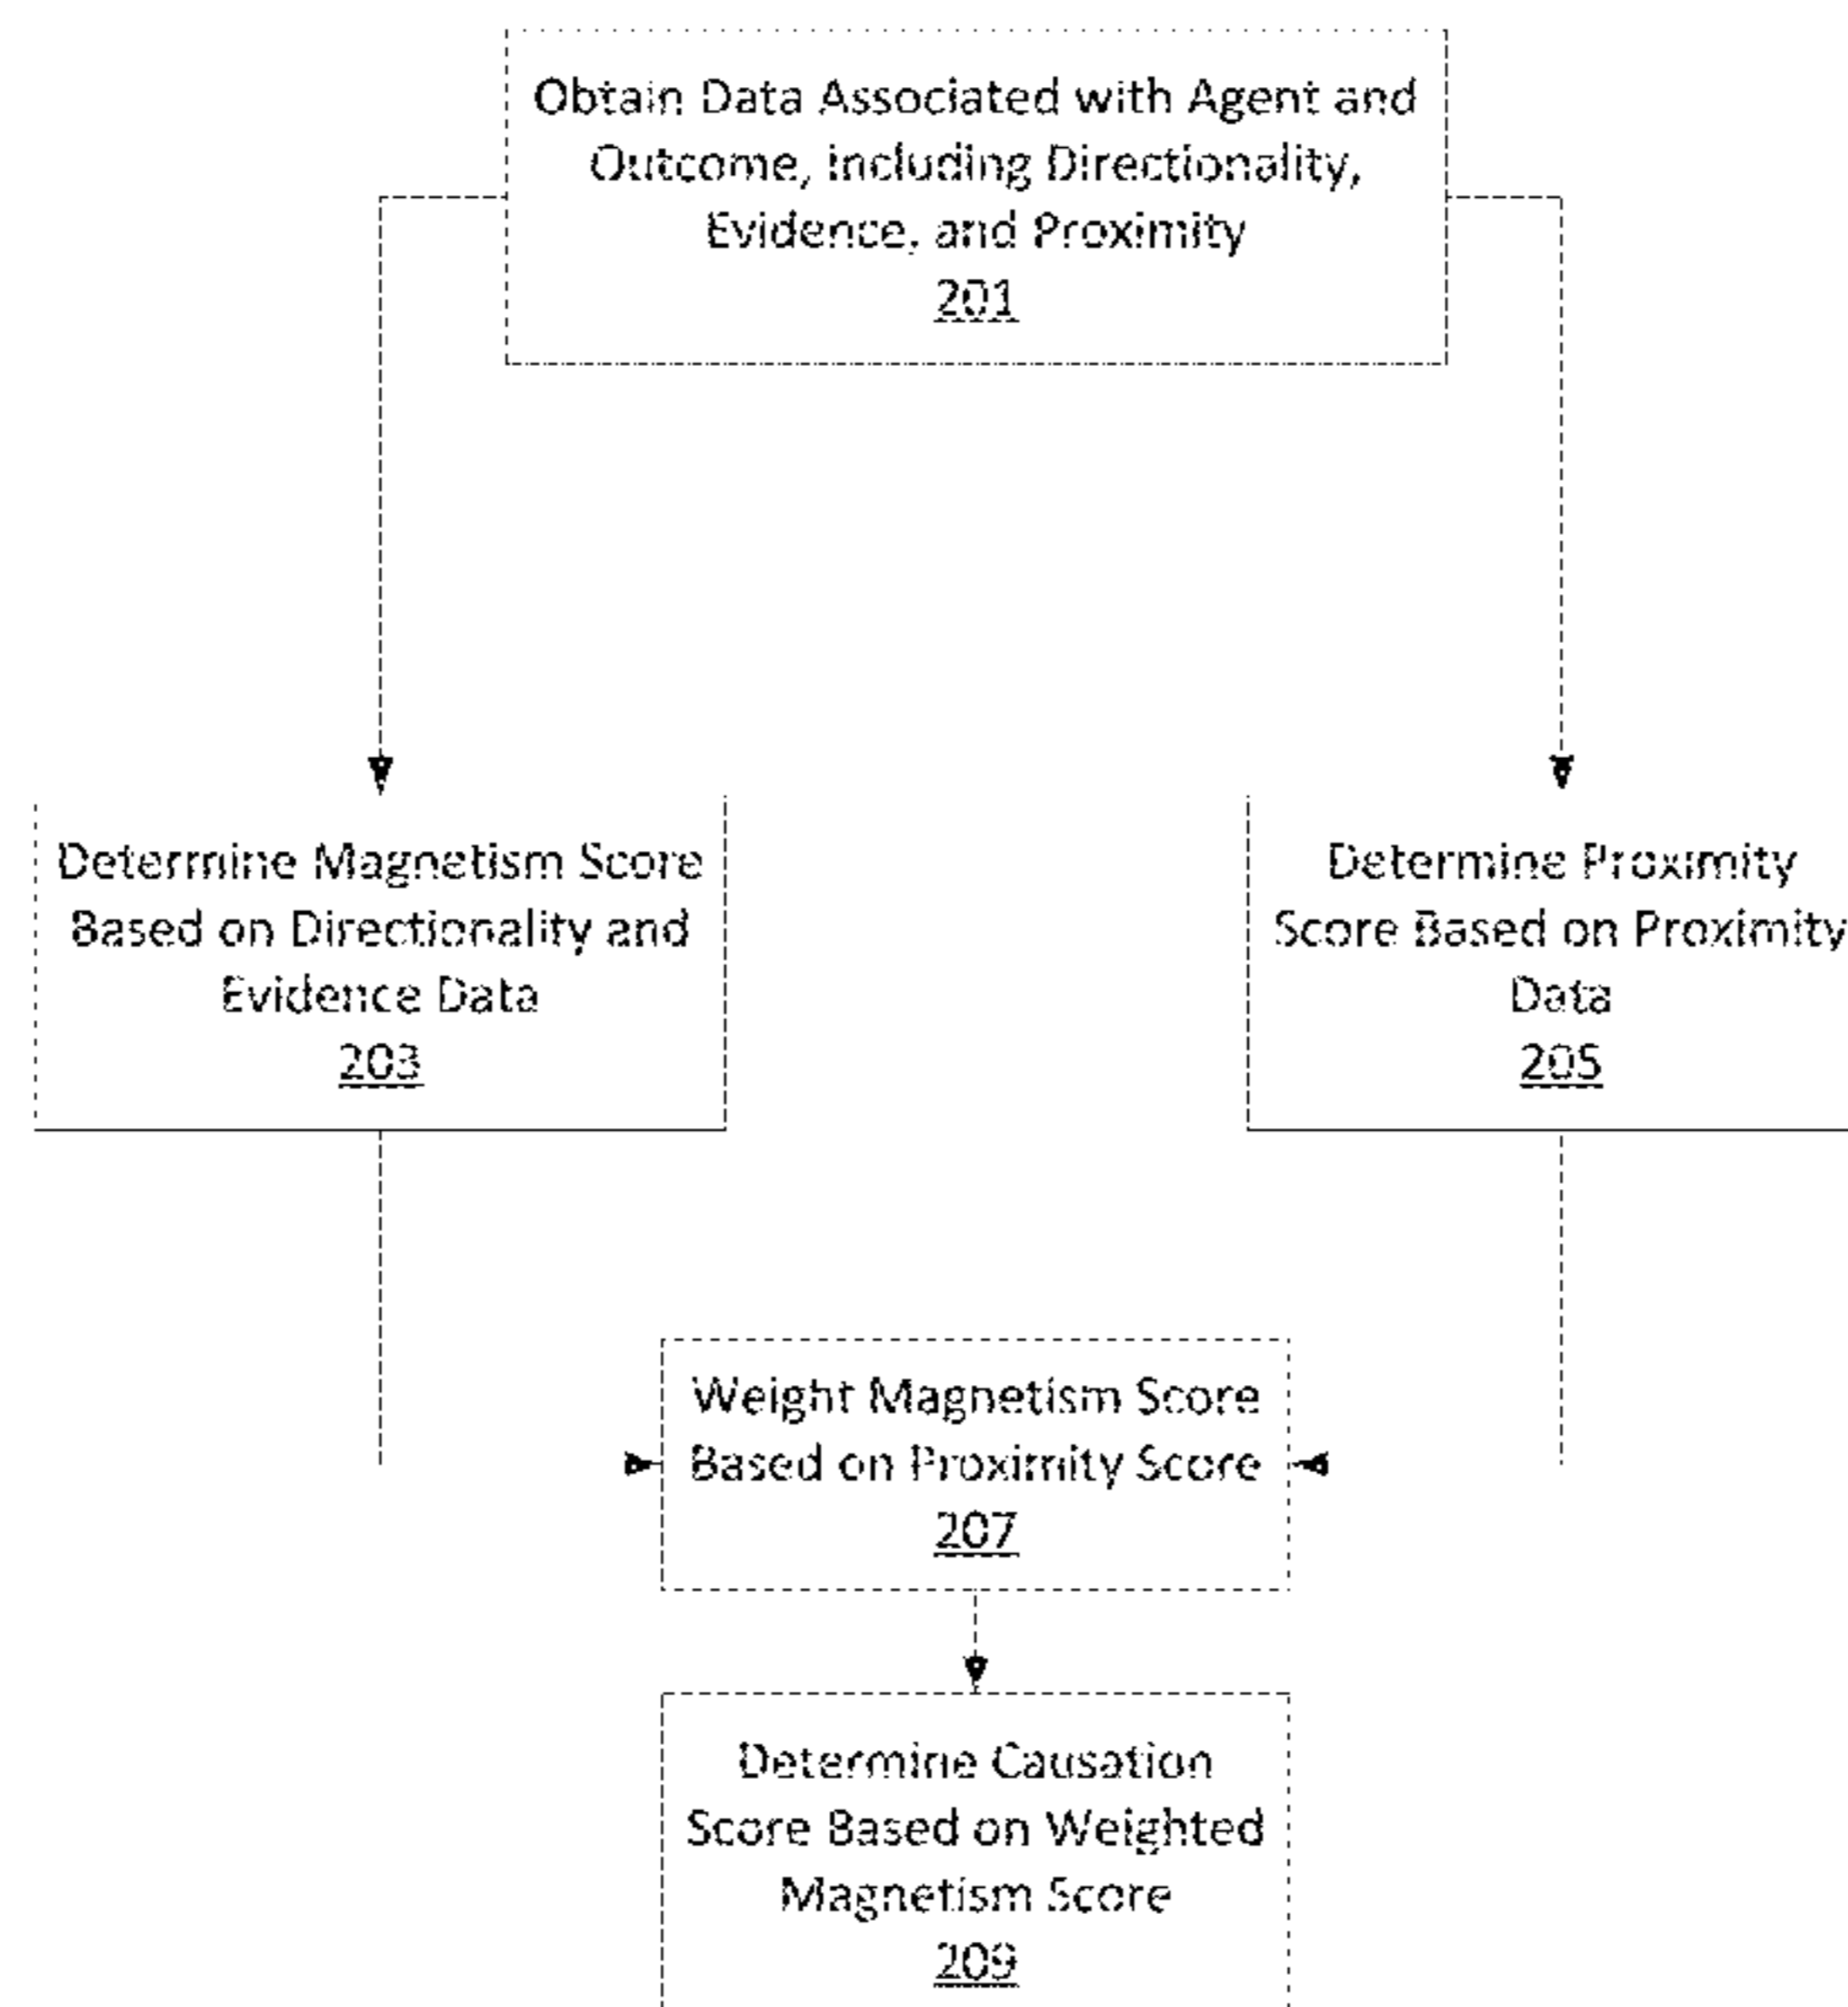 Obtain Data Associated with Agent and
Outcome, including Directionality,
Evidence, and Proximity
201
Determine Magnetism Score
Based on Directionality and
Evidence Data
203
Determine Proximity
Score Based on Proximity
Data
205
Weight Magnetism Score
Based on Proximity Score
207
Determine Causation
Score Based on Weighted
Magnetism Score
209